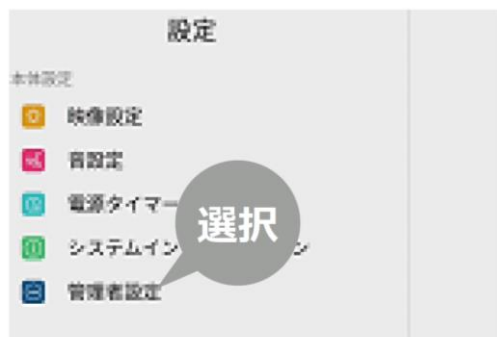 設定
本体設定
映像設定
音設定
電源タイマー
選択
システムイン
ン
管理者設定